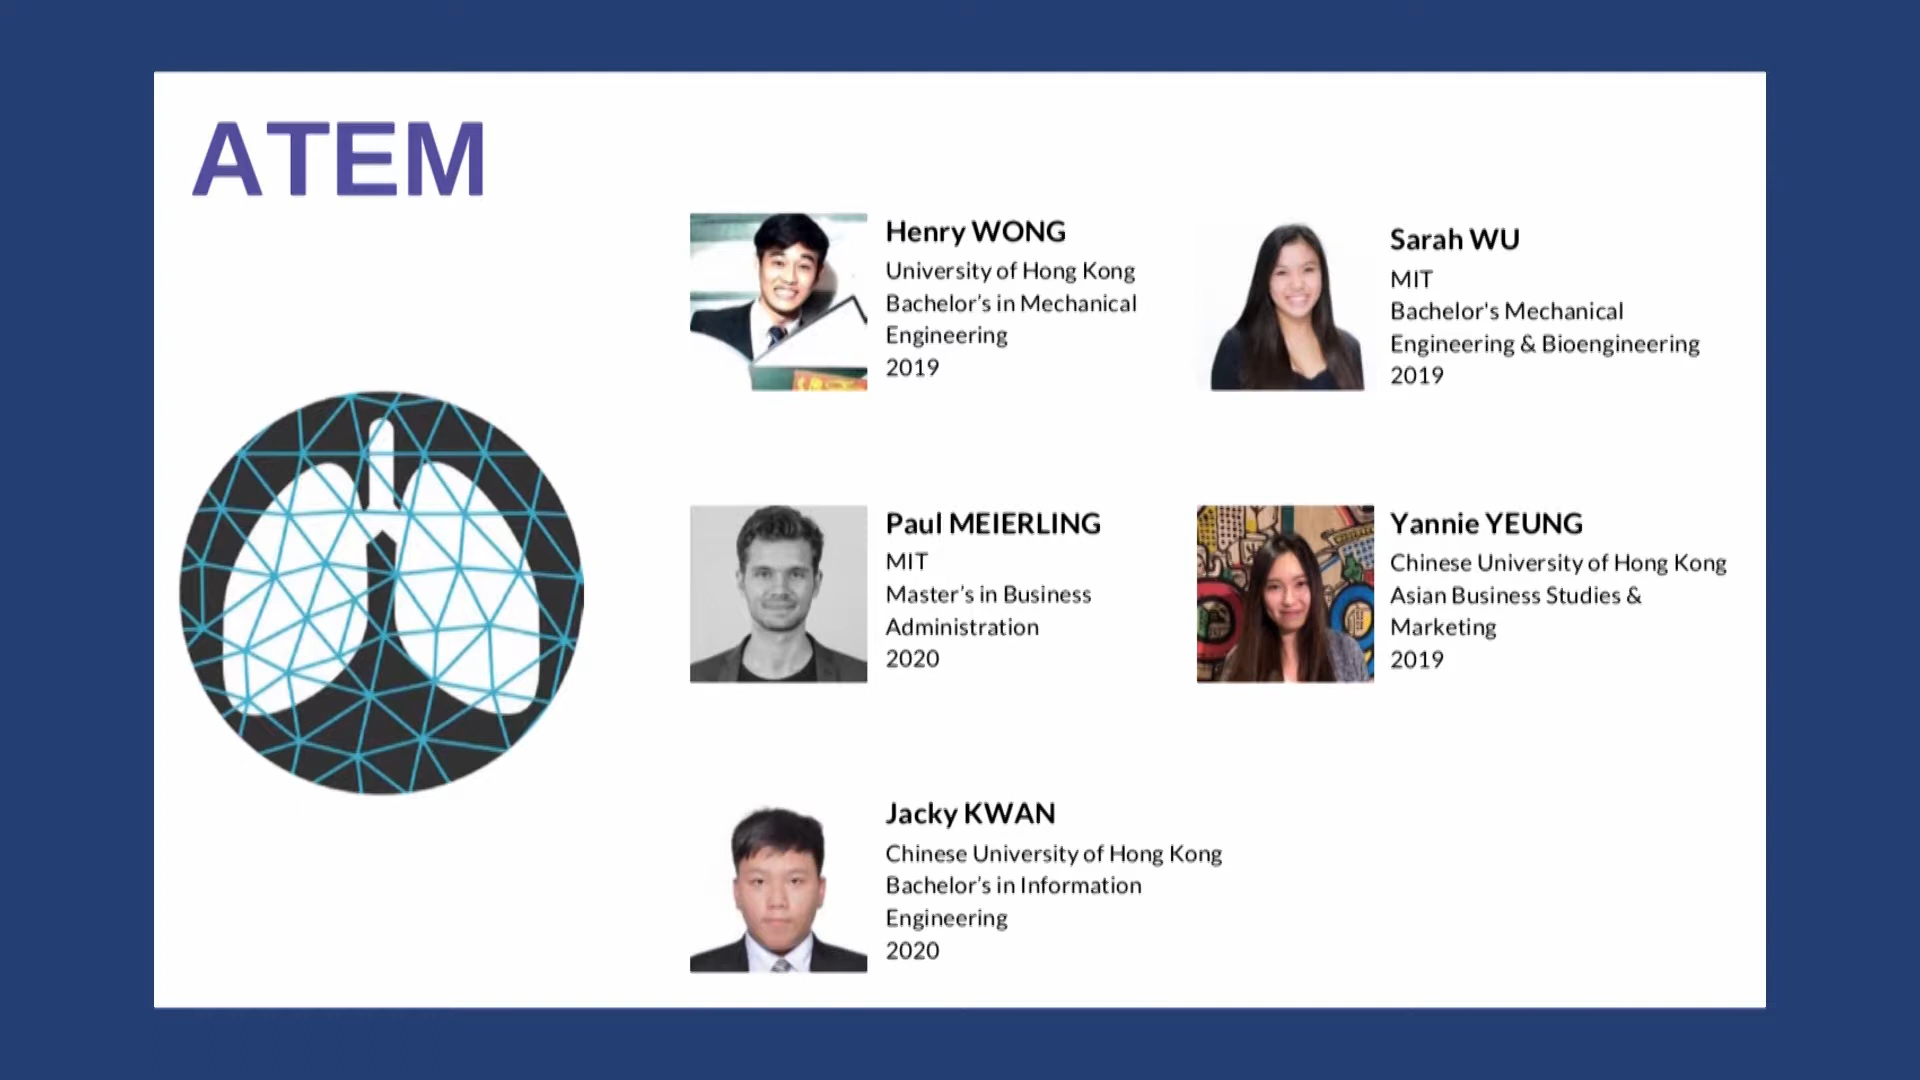 ATEM
Henry WONG
University of Hong Kong
Bachelor’s in Mechanical
Engineering
2019
Sarah WU
MIT
Bachelor's Mechanical
Engineering & Bioengineering
2019
Paul MEIERLING
MIT
Master’s in Business
Administration
2020
Yannie YEUNG
Chinese University of Hong Kong
Asian Business Studies &
Marketing
2019
Jacky KWAN
Chinese University of Hong Kong
Bachelor’s in Information
Engineering
2020